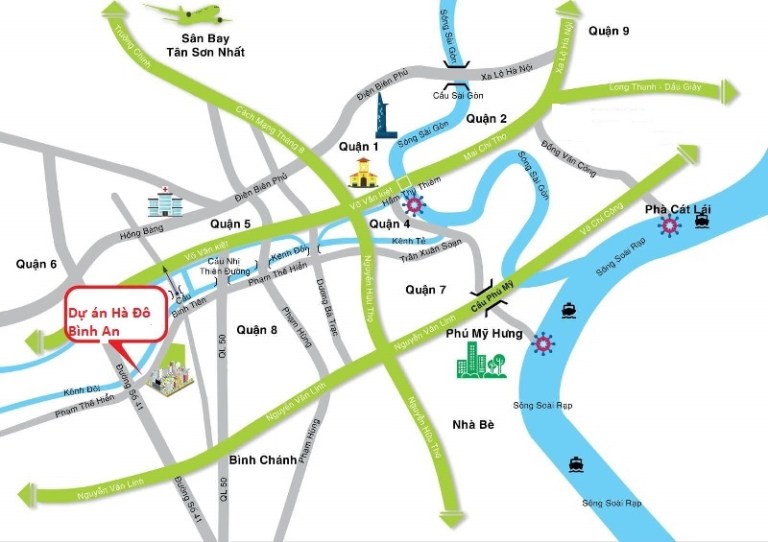 Sân Bay
Tân Sơn Nhất
Trường Chinh
Quận 9
Xa Lộ Hà Nội
Sông Sài Gòn
Xa Lộ Hà Nội
Điện Biên Phủ
Cầu Sài Gòn
Long Thành - Dầu Giây
Cách Mạng Tháng 8
Quận 2
Quận 1
Sông Sài Gòn
Mai Chí Thọ
Đồng Văn Cống
Sông Sài Gòn
Điện Biên Phủ
Võ Văn kiệt
Hầm Thủ Thiêm
Phà Cát Lái
Võ Chí Công
Hồng Bàng
Quận 5
Quận 4
Kênh Tẻ
Trần Xuân Soạn
Võ Văn kiệt
Kênh Đôi
Sông Soài Rạp
Quận 6
Cầu Nhị
Thiên Đường
Phạm Thế Hiển
Nguyễn Hữu Thọ
Quận 7
Cầu Phú Mỹ
Cầu
Bình Tiên
Dương Bá Trạc
Dự án Hà Đô
Bình An
Quận 8
Phạm Hùng
Nguyễn Văn Linh
Phú Mỹ Hưng
QL 50
Đường Số 41
Kênh Đôi
Phạm Thế Hiển
Nguyễn Văn Linh
Nguyễn Hữu Thọ
Sông Soài Rạp
Nhà Bè
Phạm Hùng
Bình Chánh
Nguyễn Văn Linh
QL 50
Đường Số 41
Sông Soài Rạp